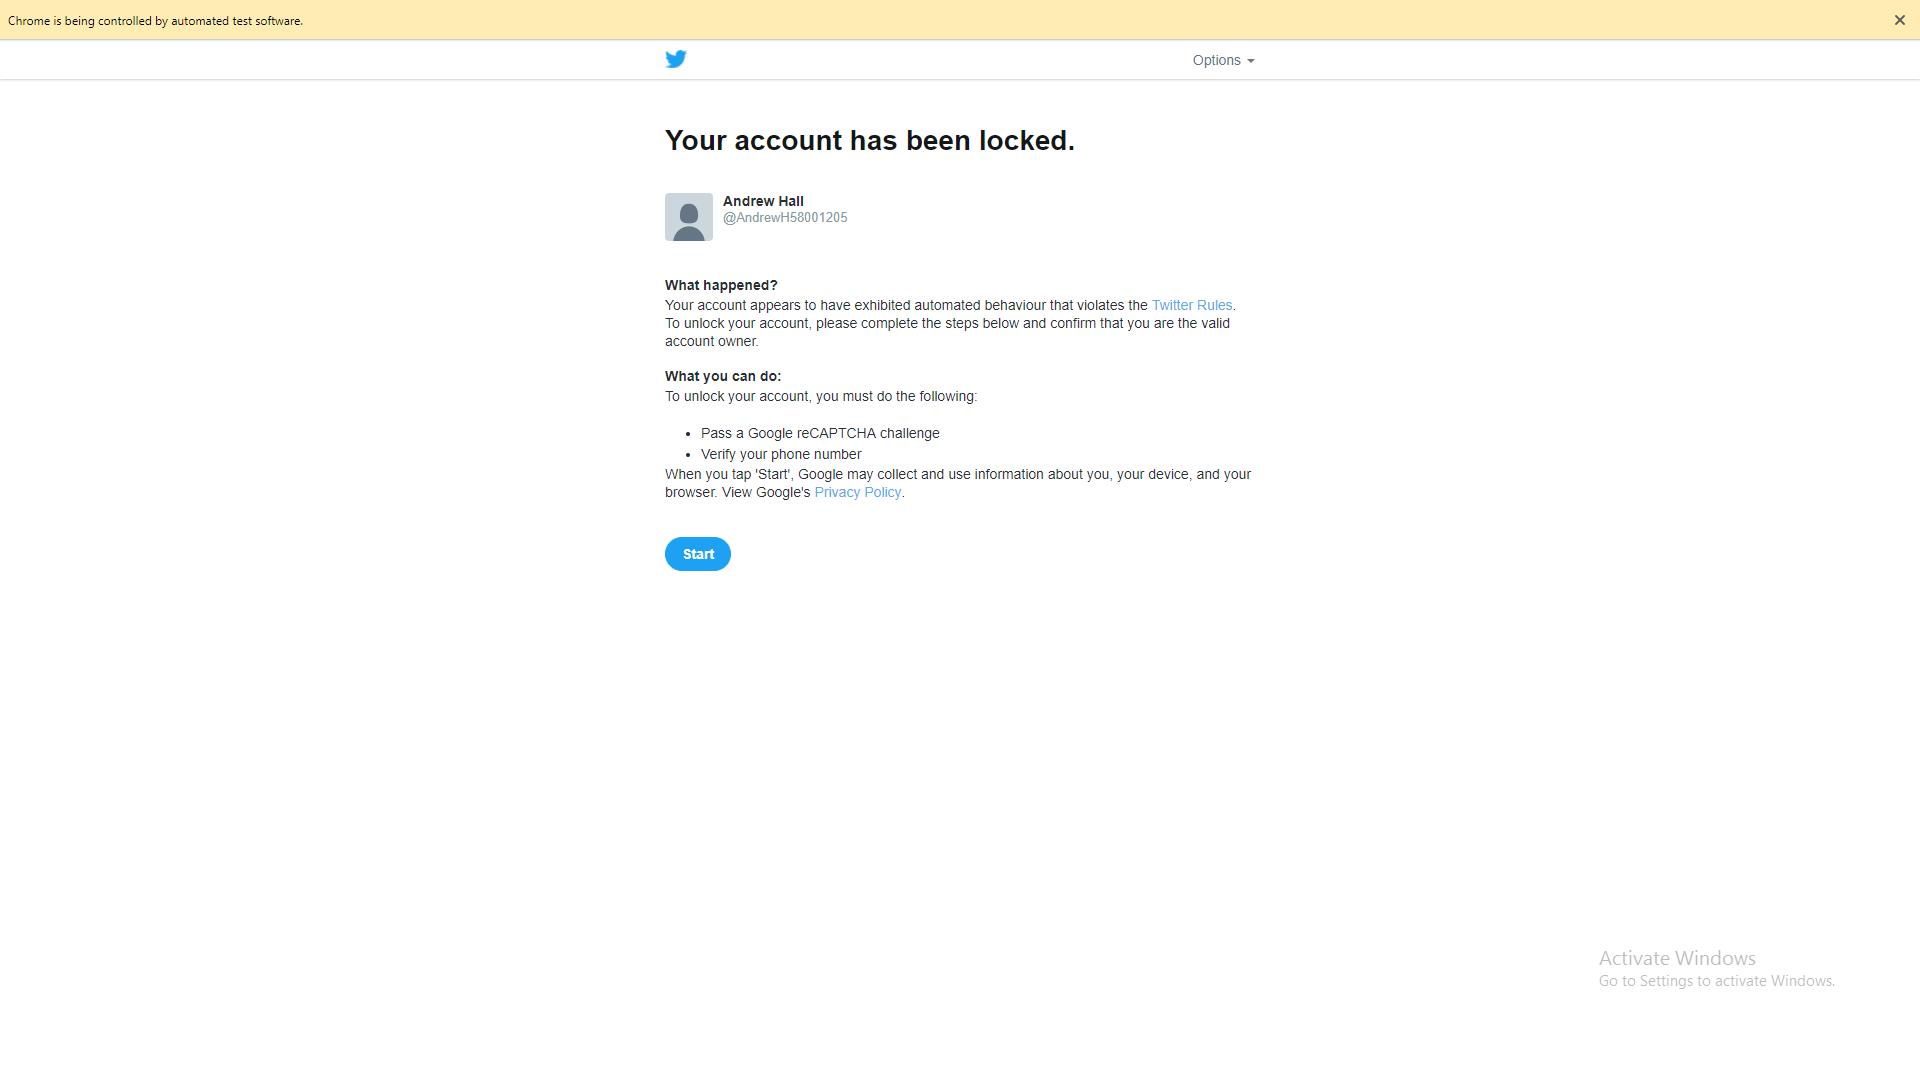 Chrome is being controlled by automated test software.
Options
Your account has been locked.
Andrew Hall
@AndrewH58001205
What happened?
Your account appears to have exhibited automated behaviour that violates the Twitter Rules.
To unlock your account, please complete the steps below and confirm that you are the valid
account owner.
What you can do:
To unlock your account, you must do the following:
• Pass a Google reCAPTCHA challenge
• Verify your phone number
When you tap 'Start', Google may collect and use information about you, your device, and your
browser. View Google's Privacy Policy.
Start
Activate Windows
Go to Settings to activate Windows.